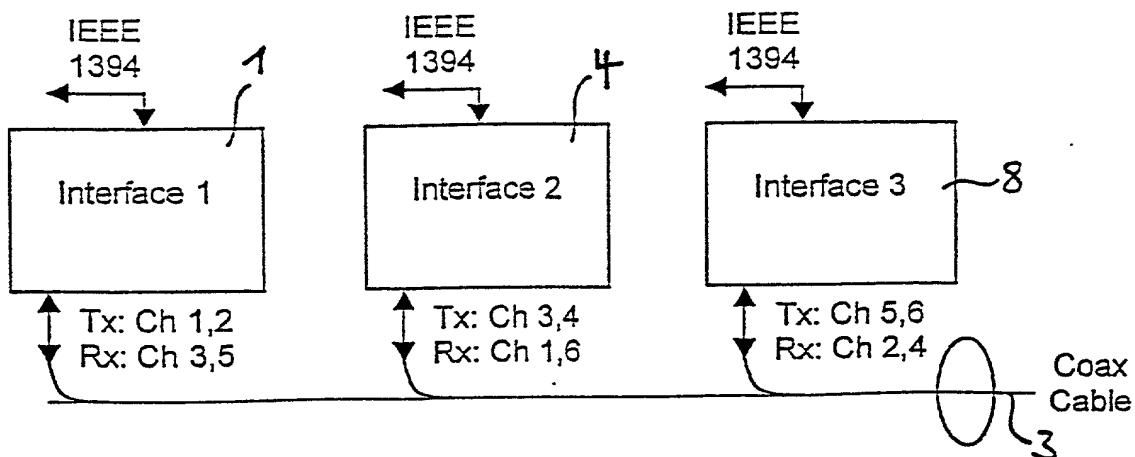 IEEE
1394
1
IEEE
1394
4
IEEE
1394
Interface 1
Interface 2
Interface 3
8
Tx: Ch 1,2
Rx: Ch 3,5
Tx: Ch 3,4
Rx: Ch 1,6
Tx: Ch 5,6
Rx: Ch 2,4
Coax
Cable
3